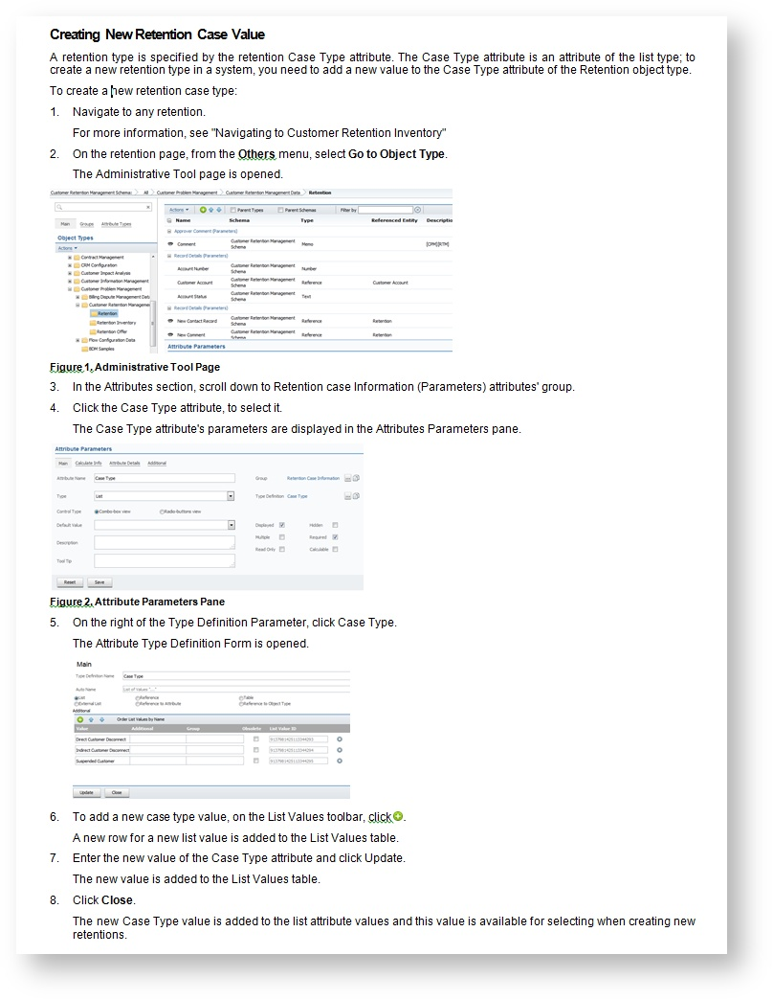 Creating New Retention Case Value
A retention type is specified by the retention Case Type attribute. The Case Type attribute is an attribute of the list type; to
create a new retention type in a system, you need to add a new value to the Case Type attribute of the Retention object type.
To create a new retention case type:
1. Navigate to any retention.
For more information, see "Navigating to Customer Retention Inventory"
2. On the retention page, from the Others menu, select Go to Object Type.
The Administrative Tool page is opened.
Customer Retention Management Schema: All Customer Problem Management Customer Retention Management Data Retention
Actions Parent Types Parent Schemas Filter by
Main Groups Attribute Types
Name Schema Type Referenced Entity Descriptio
Object Types
Approver Comment (Parameters)
Actions
Comment Customer Retention Management Schema Memo [CPM][RTM]
Contract Management
Record Details (Parameters)
CRM Configuration
Account Number Customer Retention Management Schema Number
Customer Impact Analysis
Customer Information Management
Customer Account Customer Retention Management Schema Reference Customer Account
Customer Problem Management
Billing Dispute Management Data
Account Status Customer Retention Management Schema Text
Customer Retention Manageme
Record Details (Parameters)
Retention
New Contact Record Customer Retention Management Schema Reference Retention
Retention Inventory
Retention Offer
New Comment Customer Retention Management Schema Reference Retention
Flow Configuration Data
BDM Samples
Attribute Parameters
Figure 1. Administrative Tool Page
3. In the Attributes section, scroll down to Retention case Information (Parameters) attributes' group.
4. Click the Case Type attribute, to select it.
The Case Type attribute's parameters are displayed in the Attributes Parameters pane.
Attribute Parameters
Main Calculate Info Attribute Details Additional
Attribute Name Case Type Group Retention Case Information
Type List Type Definition Case Type
Control Type Combo-box view Radio-buttons view
Default Value Displayed Hidden
Multiple Required
Description
Read Only Calculable
Tool Tip
Reset Save
Figure 2. Attribute Parameters Pane
5. On the right of the Type Definition Parameter, click Case Type.
The Attribute Type Definition Form is opened.
Main
Type Definition Name Case Type
Auto Name List of Values "..."
List Reference Table
External List Reference to Attribute Reference to Object Type
Additional
Order List Values by Name
Value Additional Group Obsolete List Value ID
Direct Customer Disconnect
Indirect Customer Disconnect
Suspended Customer
Update Close
6. To add a new case type value, on the List Values toolbar, click .
A new row for a new list value is added to the List Values table.
7. Enter the new value of the Case Type attribute and click Update.
The new value is added to the List Values table.
8. Click Close.
The new Case Type value is added to the list attribute values and this value is available for selecting when creating new
retentions.